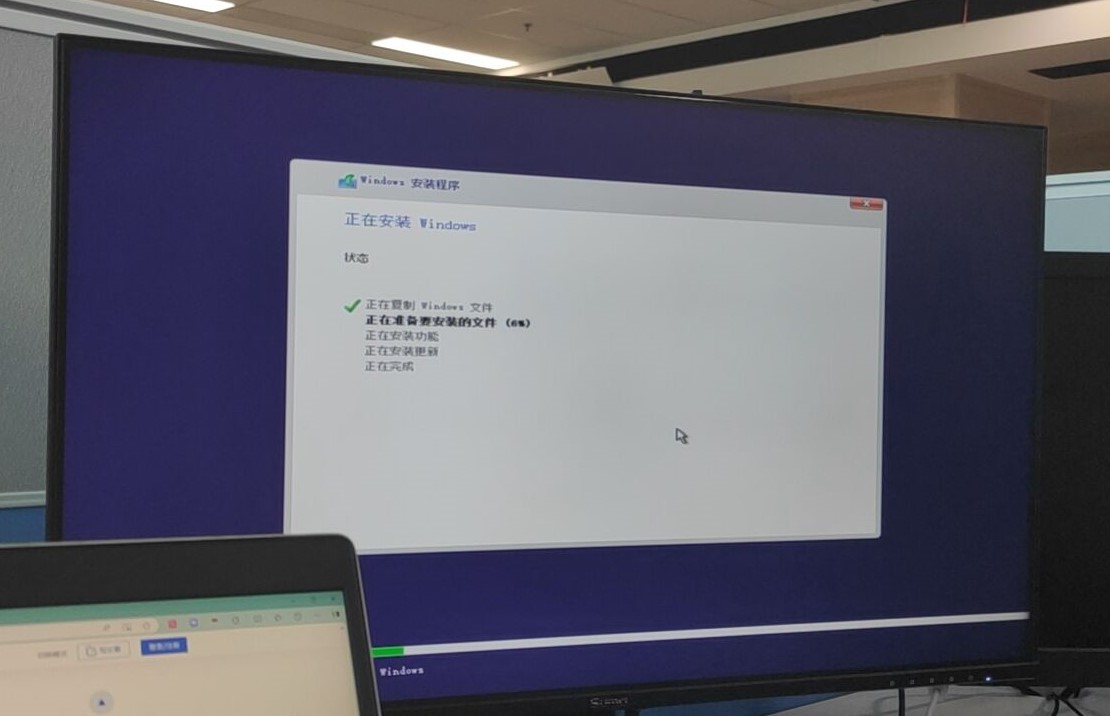 Windows 安装程序
正在安装 Windows
状态
正在复制 Windows 文件
正在准备要安装的文件 (6%)
正在安装功能
正在安装更新
正在完成
Windows